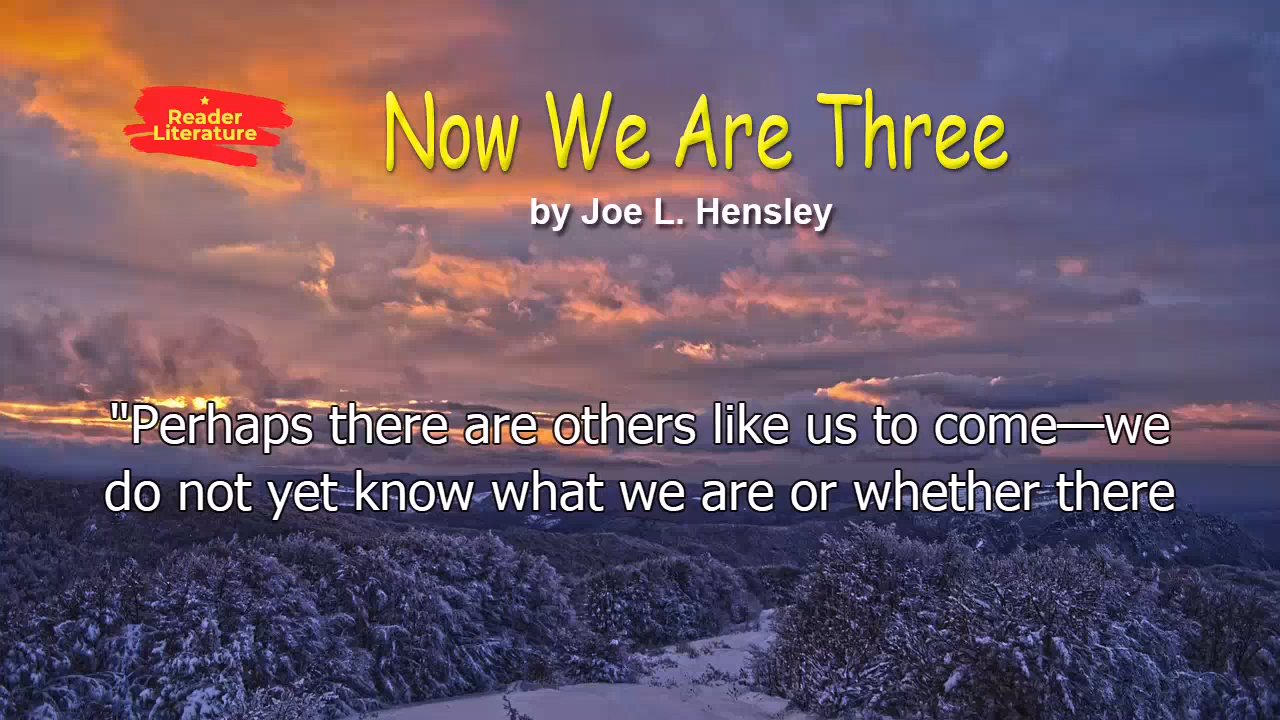 Reader
Literature
Now We Are Three
by Joe L. Hensley
"Perhaps there are others like us to come—we
do not yet know what we are or whether there